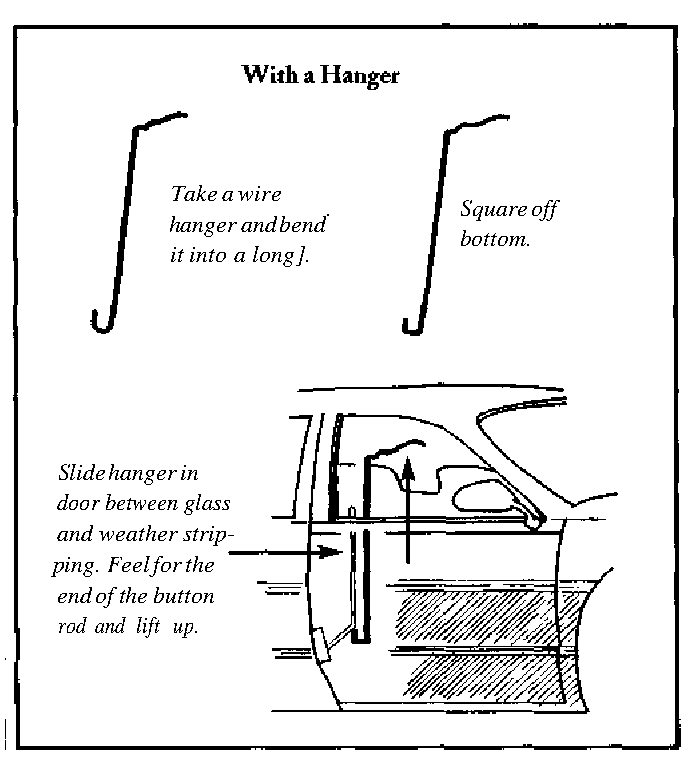 With a Hanger
Take a wire
hanger and bend
it into a long ].
Square off
bottom.
Slide hanger in
door between glass
and weather strip-
ping. Feel for the
end of the button
rod and lift up.